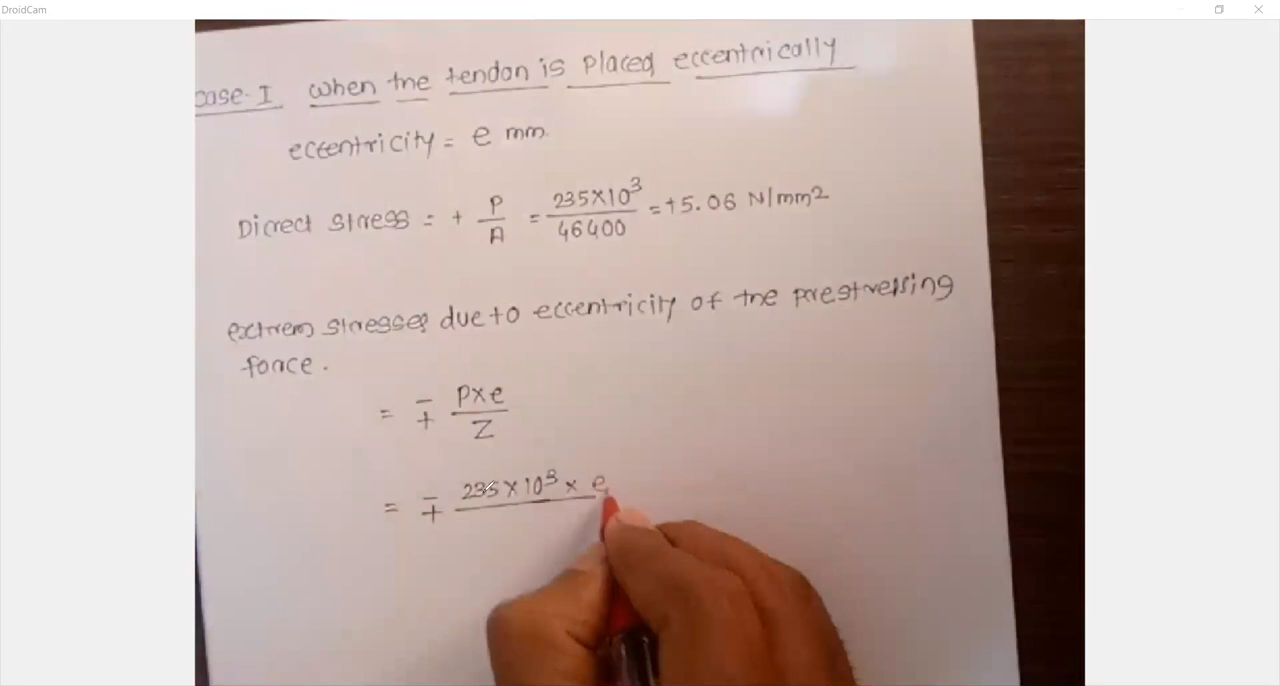 DroidCam
case-I when the tendon is placed eccentrically
eccentricity = e mm.
Direct stress = + P/A = 235×10³/46400 = +5.06 N/mm2
extrem stresses due to eccentricity of the prestressing
force.
= ∓ P×e/Z
= ∓ 235×10³ × e